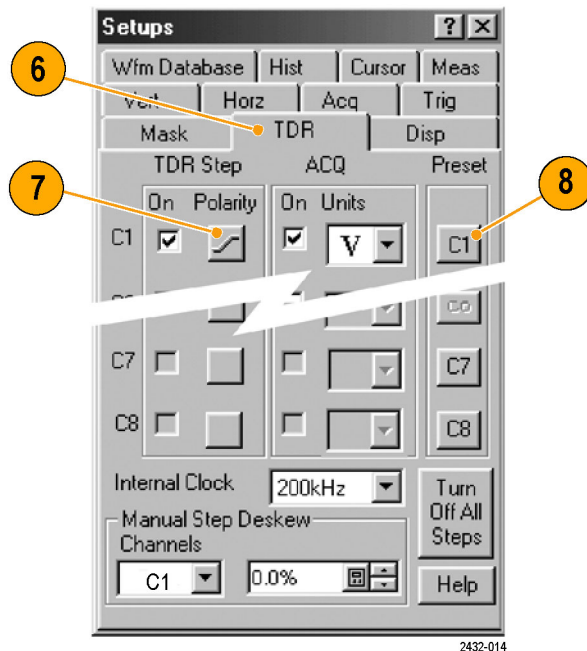 Setups
? ×
6
Wfm Database Hist Cursor Meas
Vert Horz Acq Trig
Mask TDR Disp
TDR Step ACQ Preset
7
8
On Polarity On Units
C1 V C1
C7 C7
C8 C8
Internal Clock 200kHz
Turn Off All Steps
Manual Step Deskew
Channels
C1 0.0%
Help
2432-014